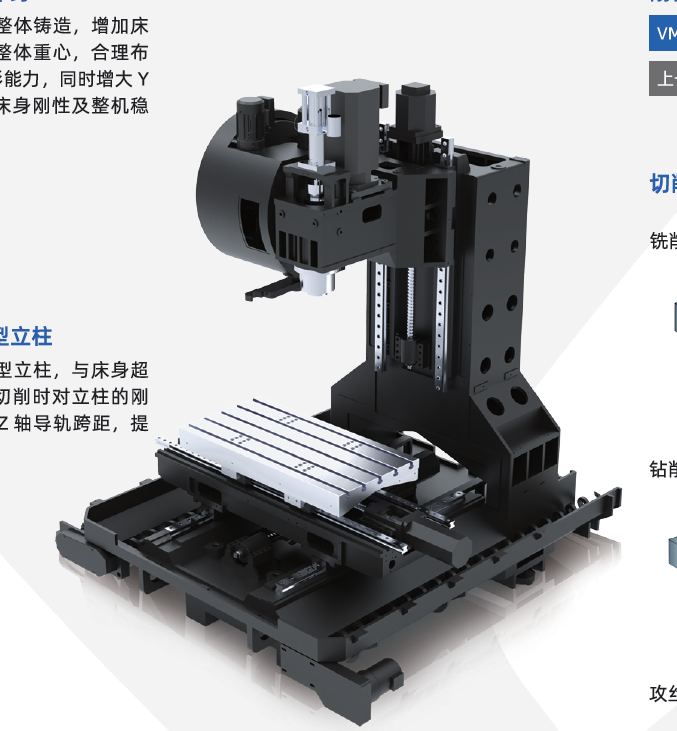 整体铸造，增加床
整体重心，合理布
能力，同时增大 Y
床身刚性及整机稳
型立柱
型立柱，与床身超
切削时对立柱的刚
Z 轴导轨跨距，提
VM
上
切削
铣削
钻削
攻丝